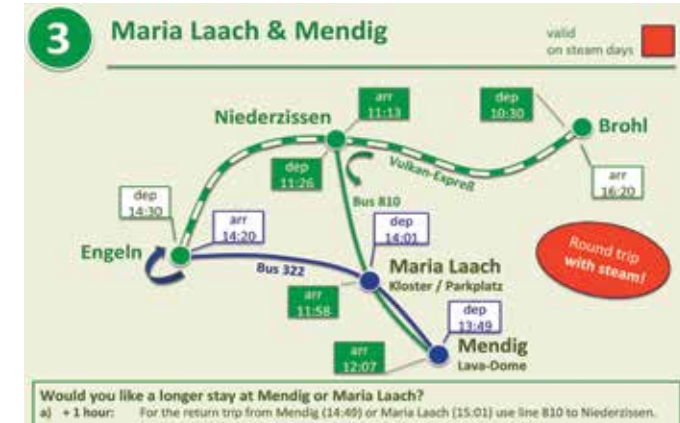 3
Maria Laach & Mendig
valid
on steam days
Niederzissen
arr
11:13
dep
10:30
Brohl
dep
11:26
Vulkan-Expreß
arr
16:20
dep
14:30
arr
14:20
Bus 810
dep
14:01
Engeln
Bus 322
Maria Laach
Kloster / Parkplatz
Round trip
with steam!
arr
11:58
dep
13:49
Mendig
Lava-Dome
arr
12:07
Would you like a longer stay at Mendig or Maria Laach?
a) + 1 hour: For the return trip from Mendig (14:49) or Maria Laach (15:01) use line 810 to Niederzissen.